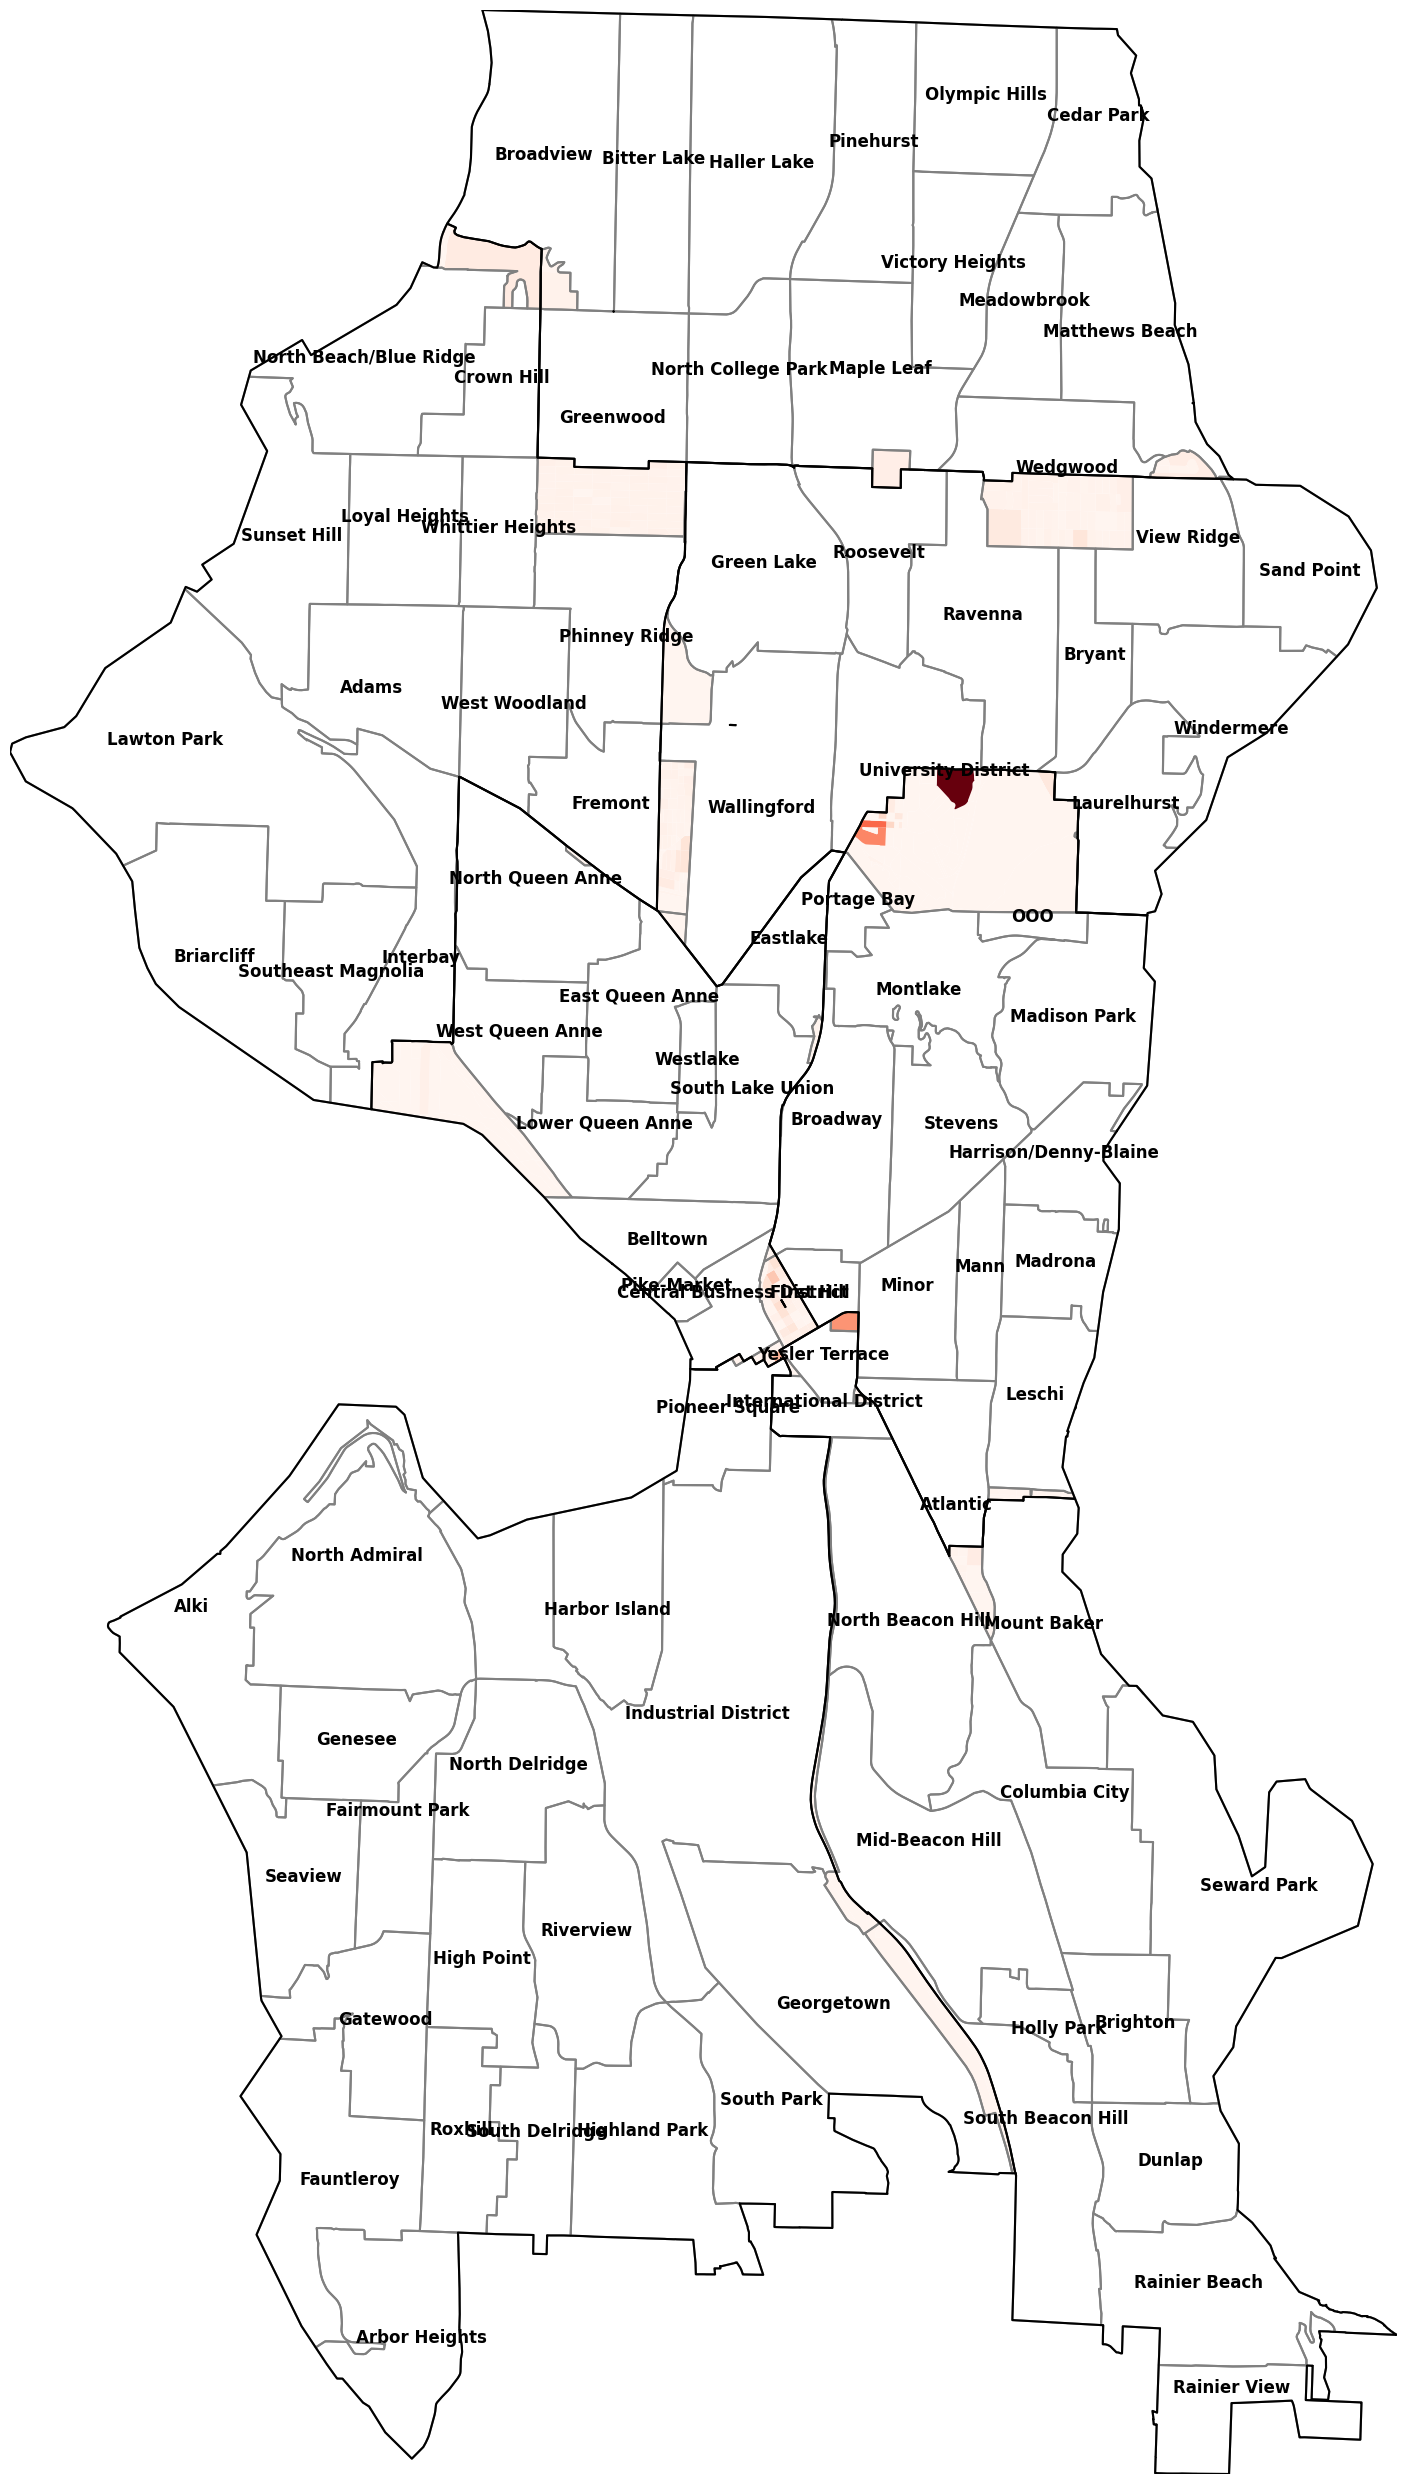 Olympic Hills
Cedar Park
Pinehurst
Broadview
Bitter Lake
Haller Lake
Victory Heights
Meadowbrook
Matthews Beach
North Beach/Blue Ridge
Crown Hill
North College Park
Maple Leaf
Greenwood
Wedgwood
Loyal Heights
Whittier Heights
Sunset Hill
View Ridge
Roosevelt
Green Lake
Sand Point
Ravenna
Phinney Ridge
Bryant
Adams
West Woodland
Windermere
Lawton Park
University District
Fremont
Wallingford
Laurelhurst
North Queen Anne
Portage Bay
OOO
Eastlake
Briarcliff
Interbay
Southeast Magnolia
Montlake
East Queen Anne
Madison Park
West Queen Anne
Westlake
South Lake Union
Broadway
Stevens
Lower Queen Anne
Harrison/Denny-Blaine
Belltown
Madrona
Mann
Pike-Market
Minor
Central Business District
First Hill
Yesler Terrace
Leschi
International District
Pioneer Square
Atlantic
North Admiral
Alki
Harbor Island
North Beacon Hill
Mount Baker
Industrial District
Genesee
North Delridge
Columbia City
Fairmount Park
Mid-Beacon Hill
Seaview
Seward Park
Riverview
High Point
Georgetown
Gatewood
Brighton
Holly Park
South Park
South Beacon Hill
Roxhill
South Delridge
Highland Park
Dunlap
Fauntleroy
Rainier Beach
Arbor Heights
Rainier View